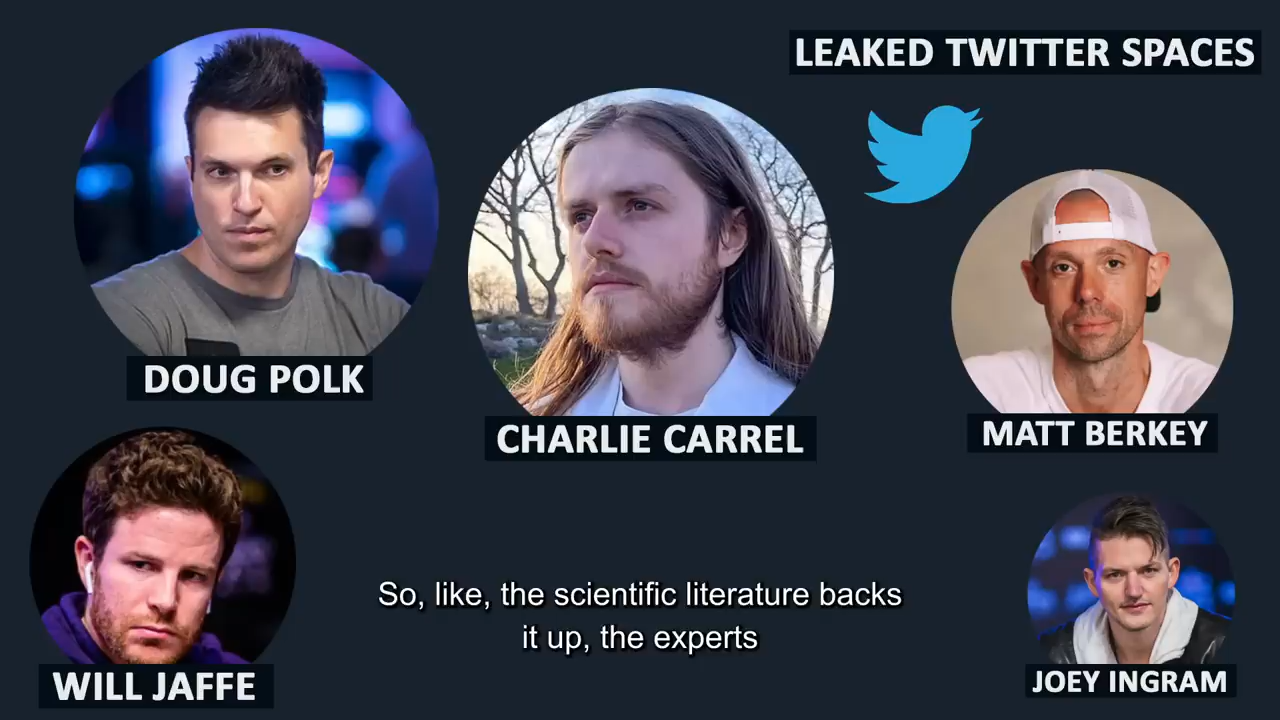 LEAKED TWITTER SPACES
DOUG POLK
CHARLIE CARREL
MATT BERKEY
So, like, the scientific literature backs
it up, the experts
WILL JAFFE
JOEY INGRAM